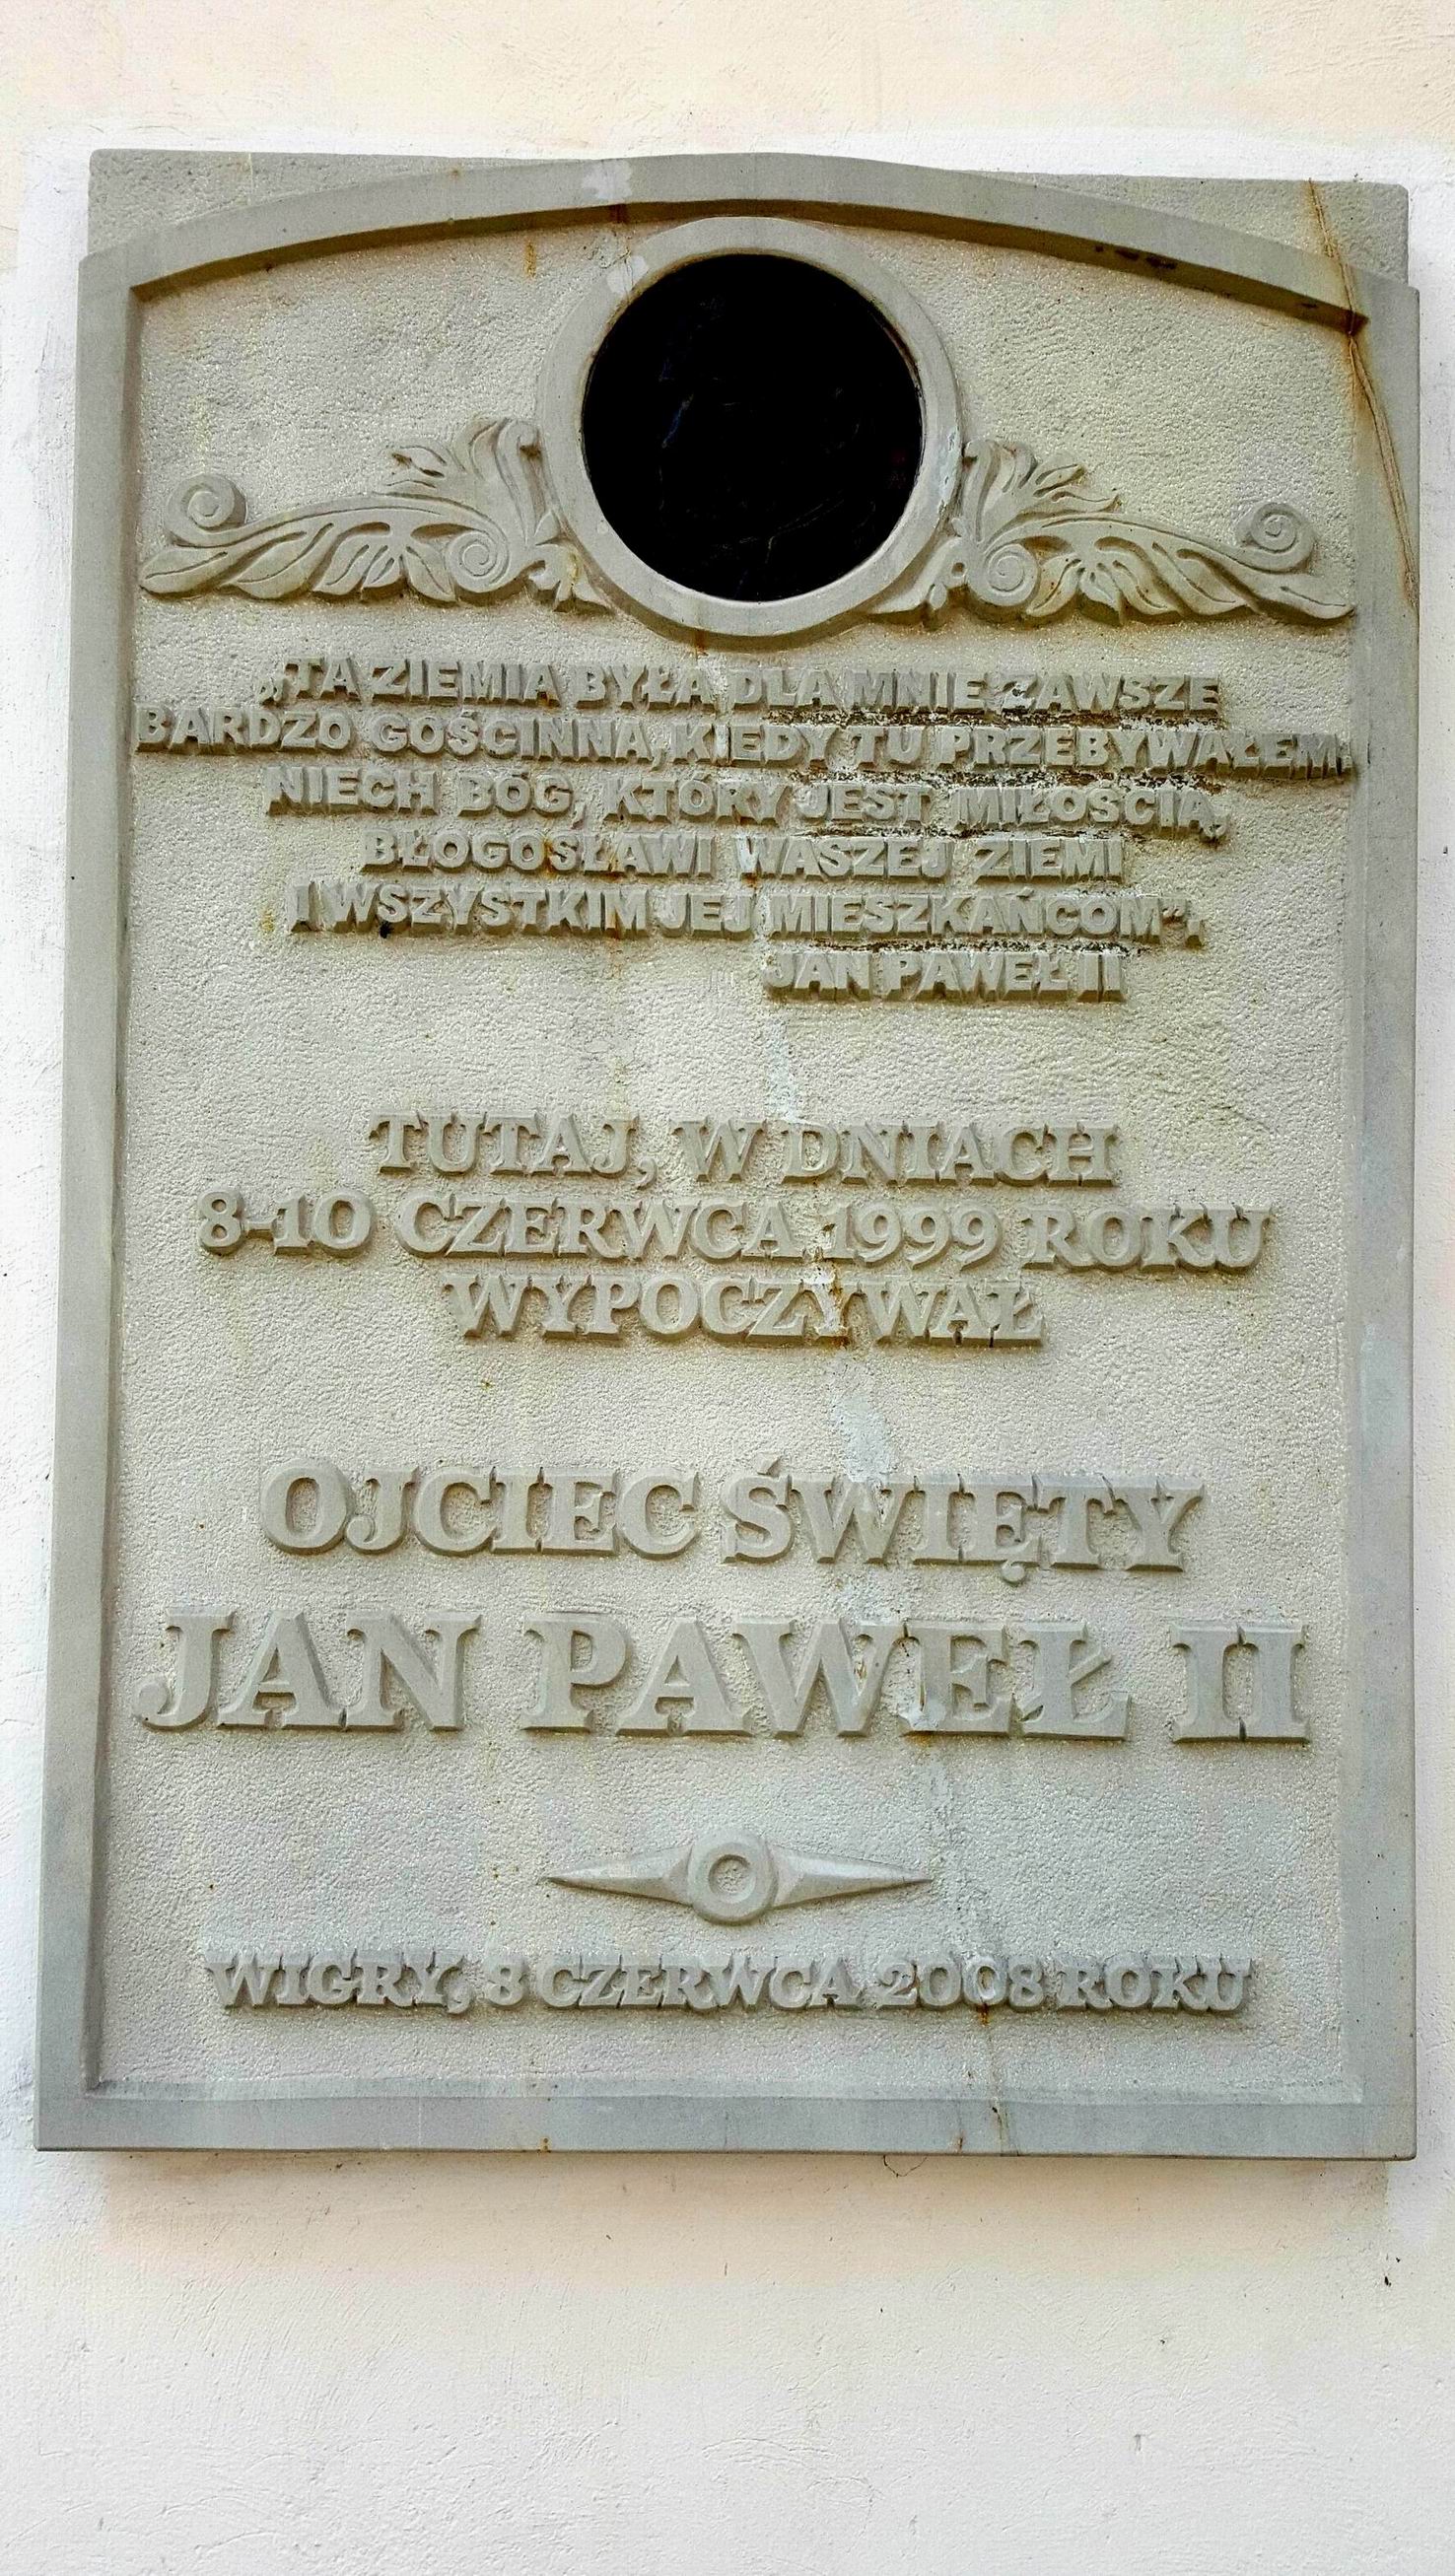 „TA ZIEMIA BYŁA DLA MNIE ZAWSZE
BARDZO GOŚCINNA, KIEDY TU PRZEBYWAŁEM.
NIECH BÓG, KTÓRY JEST MIŁOŚCIĄ,
BŁOGOSŁAWI WASZEJ ZIEMI
I WSZYSTKIM JEJ MIESZKAŃCOM”.
JAN PAWEŁ II
TUTAJ, W DNIACH
8-10 CZERWCA 1999 ROKU
WYPOCZYWAŁ
OJCIEC ŚWIĘTY
JAN PAWEŁ II
WIGRY, 8 CZERWCA 2008 ROKU